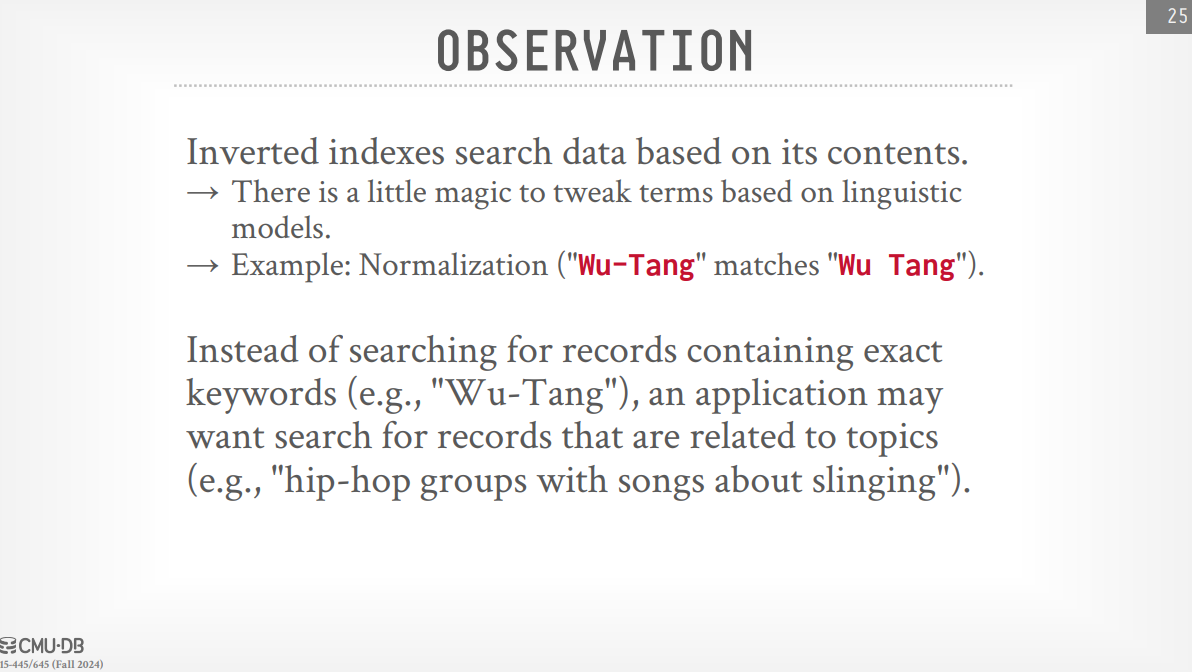 25
OBSERVATION
Inverted indexes search data based on its contents.
→ There is a little magic to tweak terms based on linguistic
models.
→ Example: Normalization ("Wu-Tang" matches "Wu Tang").
Instead of searching for records containing exact
keywords (e.g., "Wu-Tang"), an application may
want search for records that are related to topics
(e.g., "hip-hop groups with songs about slinging").
CMU·DB
15-445/645 (Fall 2024)